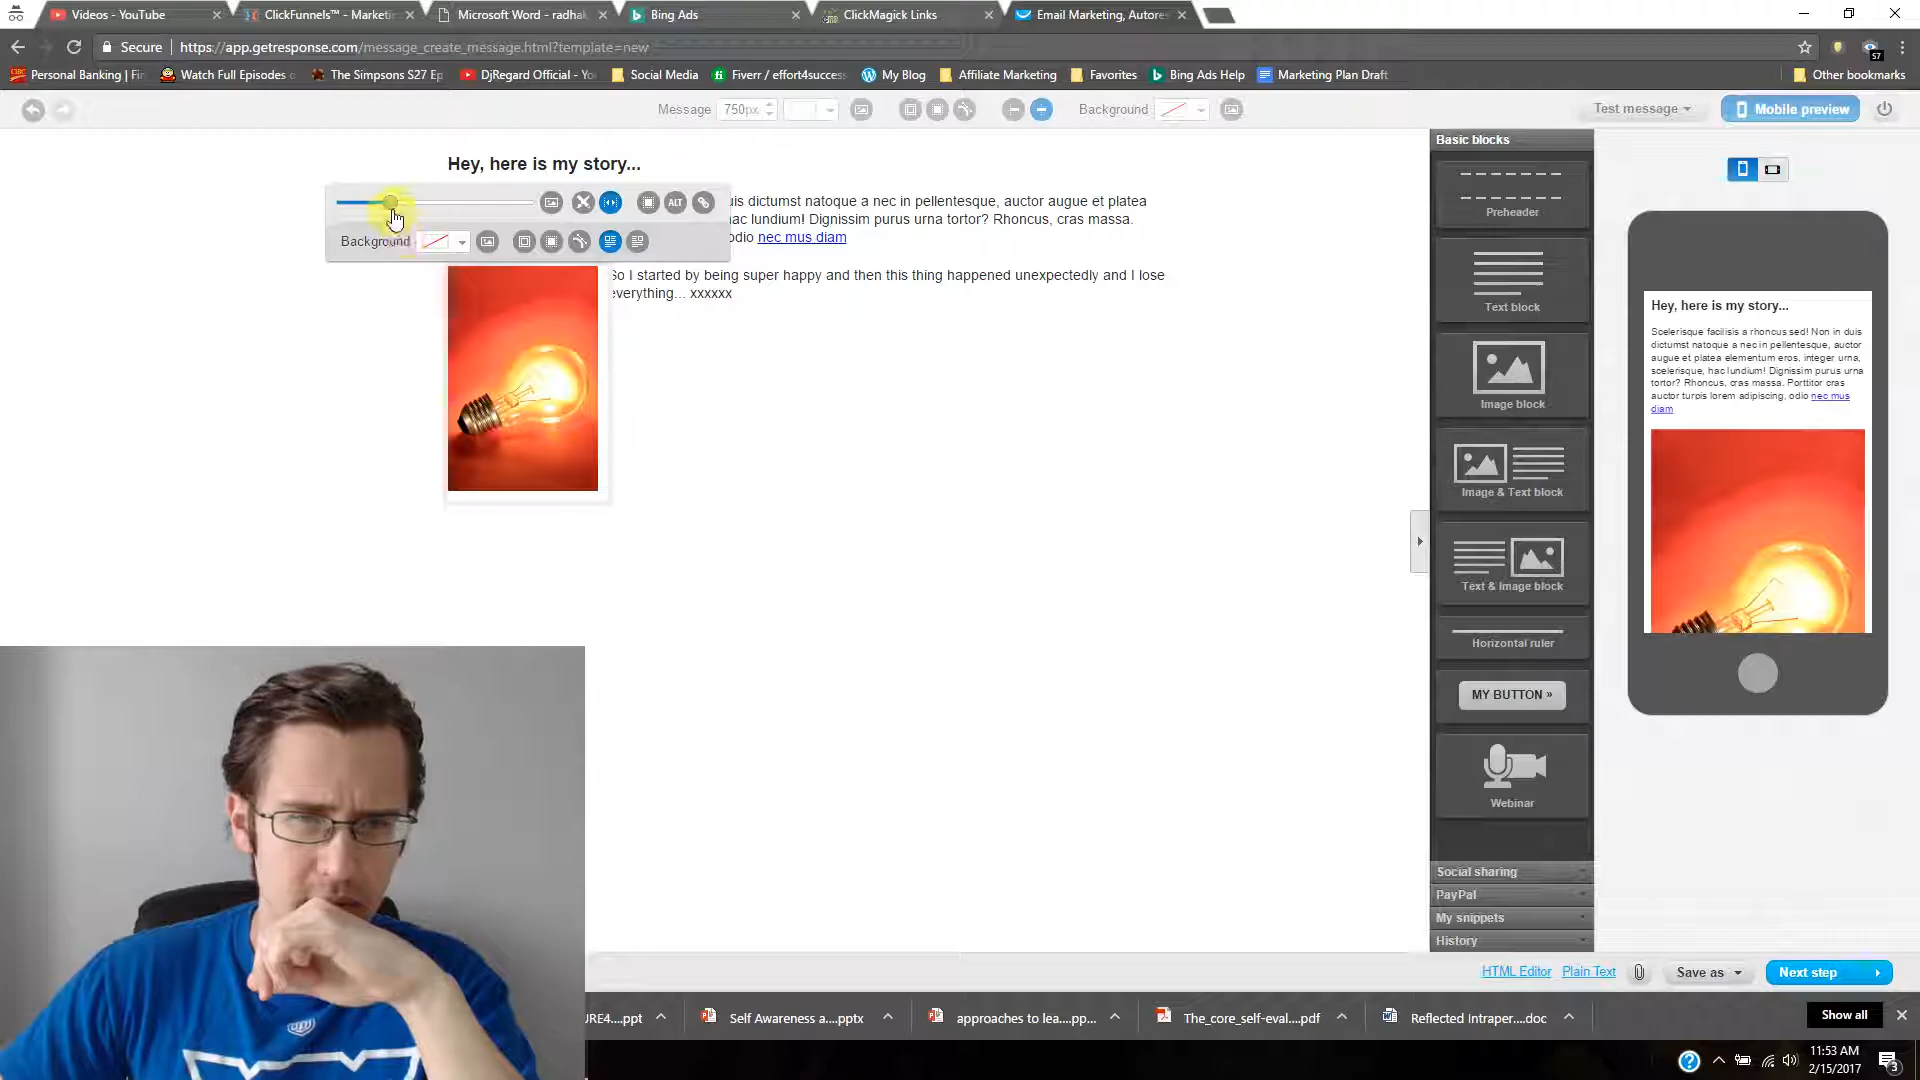 Videos - YouTube
ClickFunnels™ - Marketi
Microsoft Word - radhal
Bing Ads
ClickMagick Links
Email Marketing, Autores
Secure
https://app.getresponse.com/message_create_message.html?template=new
57
Personal Banking | Fin
Watch Full Episodes o
The Simpsons S27 Ep
DjRegard Official - Yo
Social Media
Fiverr / effort4success
My Blog
Affiliate Marketing
Favorites
Bing Ads Help
Marketing Plan Draft
Other bookmarks
Message
750px
Background
Test message
Mobile preview
Hey, here is my story...
uis dictumst natoque a nec in pellentesque, auctor augue et platea
hac lundium! Dignissim purus urna tortor? Rhoncus, cras massa.
odio nec mus diam
ALT
Background
So I started by being super happy and then this thing happened unexpectedly and I lose
everything... xxxxxx
Basic blocks
Preheader
Text block
Image block
Image & Text block
Text & Image block
Horizontal ruler
MY BUTTON »
Webinar
Social sharing
PayPal
My snippets
History
Hey, here is my story...
Scelerisque facilisis a rhoncus sed! Non in duis
dictumst natoque a nec in pellentesque, auctor
augue et platea elementum eros, integer urna,
scelerisque, hac lundium! Dignissim purus urna
tortor? Rhoncus, cras massa. Porttitor cras
auctor turpis lorem adipiscing, odio nec mus
diam
HTML Editor
Plain Text
Save as
Next step
URE4....ppt
Self Awareness a....pptx
approaches to lea....pp...
The_core_self-eval....pdf
Reflected Intraper....doc
Show all
11:53 AM
2/15/2017
3